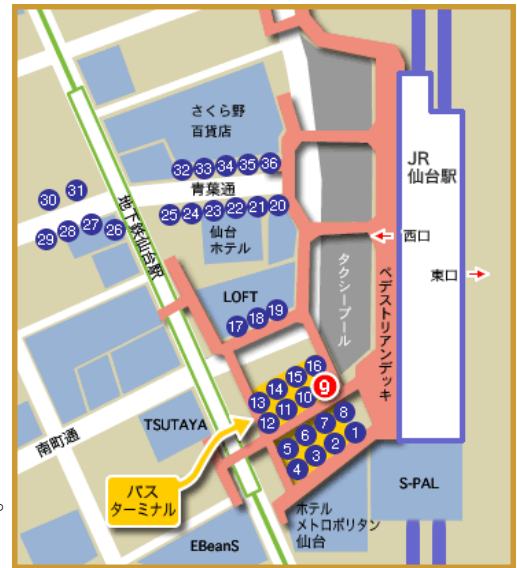 さくら野
百貨店
JR
仙台駅
32 33 34 35 36
31
30
青葉通
25 24 23 22 21 20
29 28 27 26
地下鉄仙台駅
仙台
ホテル
西口
東口
タクシープール
ペデストリアンデッキ
LOFT
17 18 19
16
15
14
13
9
10
11
12
TSUTAYA
南町通
8
7
6
5
1
2
3
4
バス
ターミナル
S-PAL
ホテル
メトロポリタン
仙台
EBeanS
。